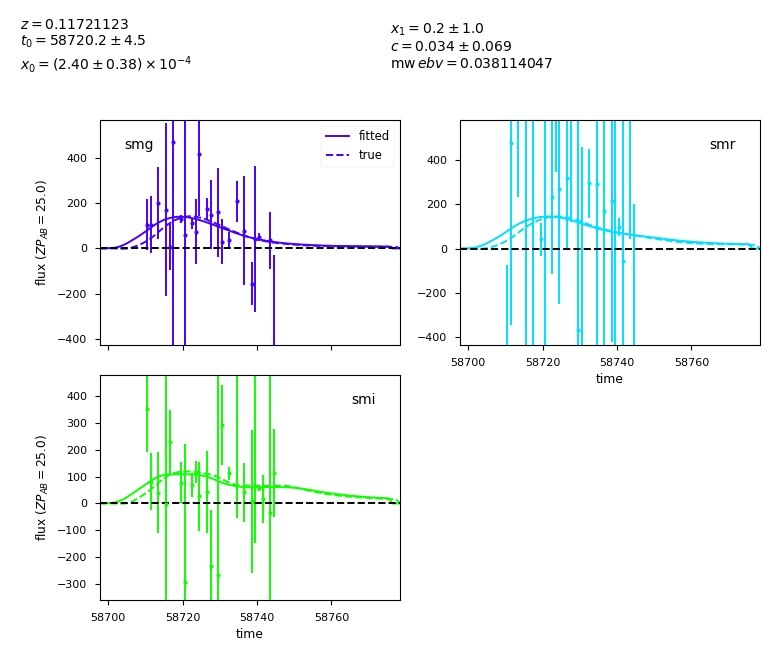 z = 0.11721123
t₀ = 58720.2 ± 4.5
x₀ = (2.40 ± 0.38) × 10⁻⁴
x₁ = 0.2 ± 1.0
c = 0.034 ± 0.069
mw ebv = 0.038114047
smg
fitted
true
400
200
0
−200
−400
flux (ZP_AB = 25.0)
smr
400
200
0
−200
−400
58700 58720 58740 58760
time
smi
400
300
200
100
0
−100
−200
−300
flux (ZP_AB = 25.0)
58700 58720 58740 58760
time